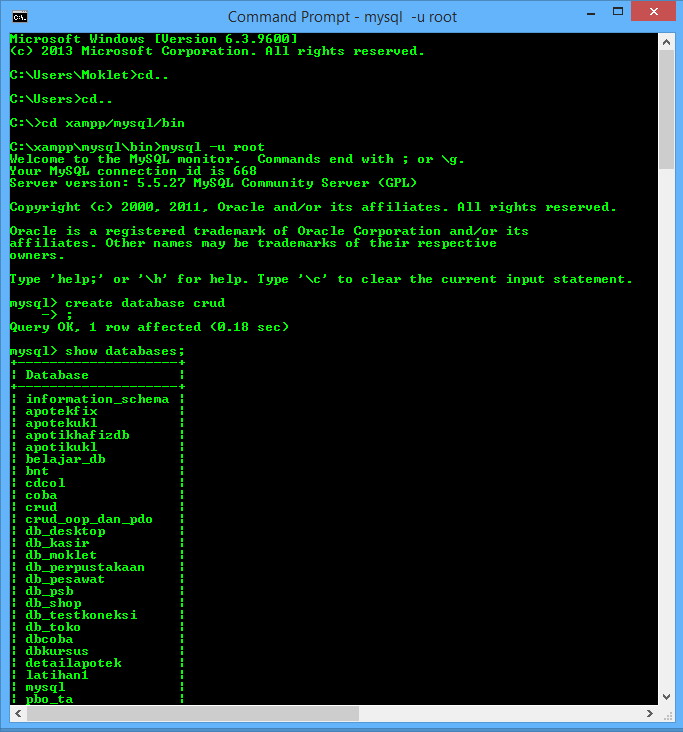 Command Prompt - mysql  -u root
Microsoft Windows [Version 6.3.9600]
(c) 2013 Microsoft Corporation. All rights reserved.
C:\Users\Moklet>cd..
C:\Users>cd..
C:\>cd xampp/mysql/bin
C:\xampp\mysql\bin>mysql -u root
Welcome to the MySQL monitor.  Commands end with ; or \g.
Your MySQL connection id is 668
Server version: 5.5.27 MySQL Community Server (GPL)
Copyright (c) 2000, 2011, Oracle and/or its affiliates. All rights reserved.
Oracle is a registered trademark of Oracle Corporation and/or its
affiliates. Other names may be trademarks of their respective
owners.
Type 'help;' or '\h' for help. Type '\c' to clear the current input statement.
mysql> create database crud
    -> ;
Query OK, 1 row affected (0.18 sec)
mysql> show databases;
+--------------------+
| Database           |
+--------------------+
| information_schema |
| apotekfix          |
| apotekukl          |
| apotikhafizdb      |
| apotikukl          |
| belajar_db         |
| bnt                |
| cdcol              |
| coba               |
| crud               |
| crud_oop_dan_pdo   |
| db_desktop         |
| db_kasir           |
| db_moklet          |
| db_perpustakaan    |
| db_pesawat         |
| db_psb             |
| db_shop            |
| db_testkoneksi     |
| db_toko            |
| dbcoba             |
| dbkursus           |
| detailapotek       |
| latihan1           |
| mysql              |
| pbo_ta             |